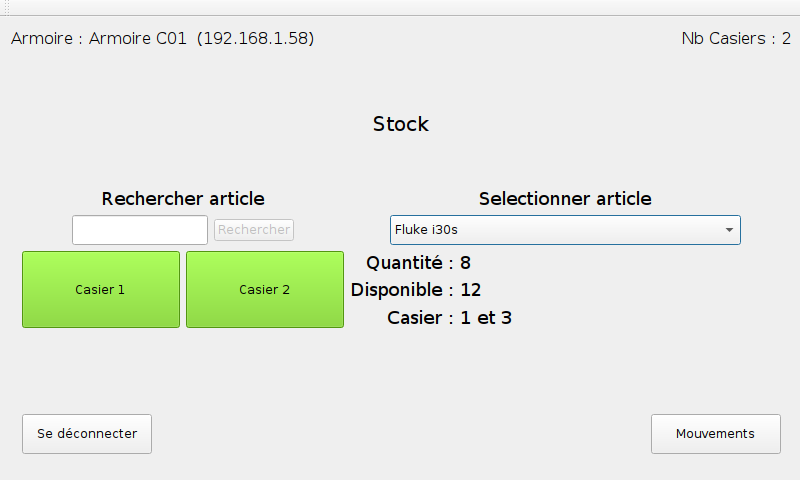 Armoire : Armoire C01 (192.168.1.58)
Nb Casiers : 2
Stock
Rechercher article
Selectionner article
Rechercher
Fluke i30s
Casier 1
Casier 2
Quantité : 8
Disponible : 12
Casier : 1 et 3
Se déconnecter
Mouvements